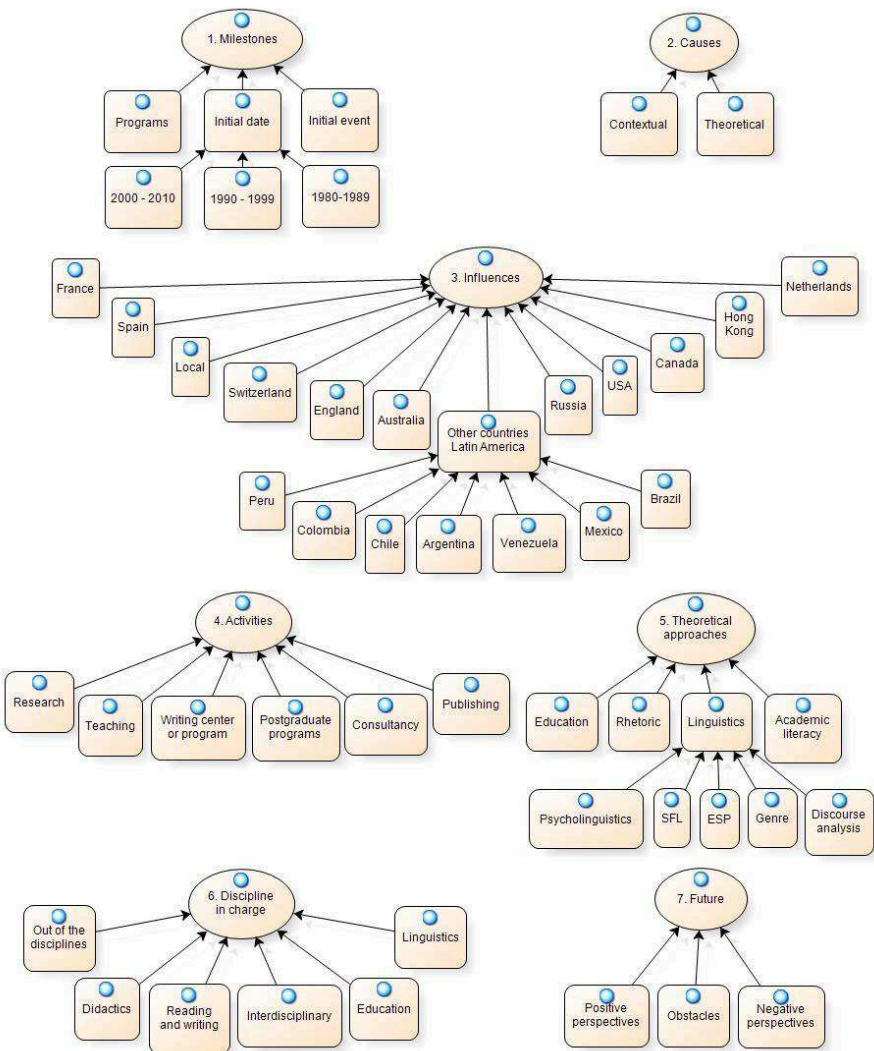 1. Milestones
2. Causes
Programs
Initial date
Initial event
Contextual
Theoretical
2000 - 2010
1990 - 1999
1980-1989
3. Influences
France
Netherlands
Spain
Hong
Kong
Local
Canada
Switzerland
USA
England
Russia
Australia
Other countries
Latin America
Peru
Brazil
Colombia
Mexico
Chile
Argentina
Venezuela
4. Activities
5. Theoretical
approaches
Research
Teaching
Writing center
or program
Postgraduate
programs
Consultancy
Publishing
Education
Rhetoric
Linguistics
Academic
literacy
Psycholinguistics
SFL
ESP
Genre
Discourse
analysis
6. Discipline
in charge
7. Future
Out of the
disciplines
Linguistics
Didactics
Reading
and writing
Interdisciplinary
Education
Positive
perspectives
Obstacles
Negative
perspectives